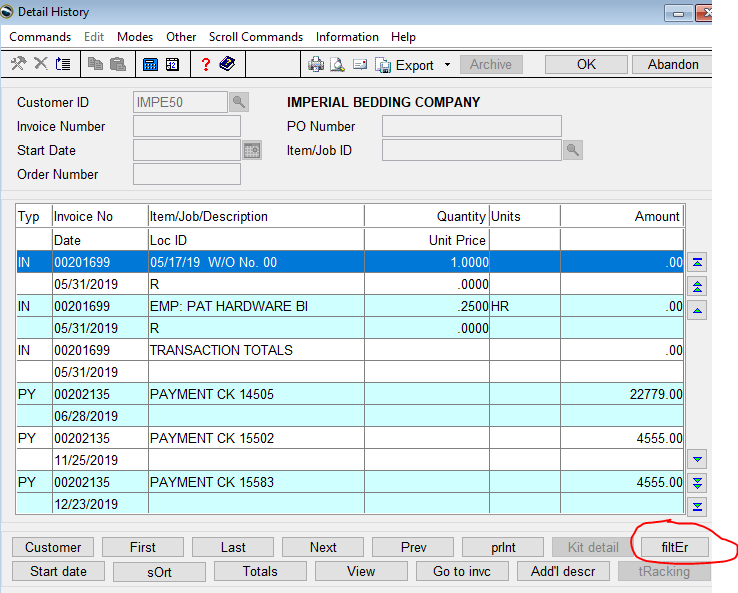 Detail History
Commands Edit Modes Other Scroll Commands Information Help
Export Archive OK Abandon
Customer ID IMPE50 IMPERIAL BEDDING COMPANY
Invoice Number PO Number
Start Date Item/Job ID
Order Number
Typ Invoice No Item/Job/Description Quantity Units Amount
Date Loc ID Unit Price
IN 00201699 05/17/19 W/O No. 00 1.0000 .00
05/31/2019 R .0000
IN 00201699 EMP: PAT HARDWARE BI .2500 HR .00
05/31/2019 R .0000
IN 00201699 TRANSACTION TOTALS .00
05/31/2019
PY 00202135 PAYMENT CK 14505 22779.00
06/28/2019
PY 00202135 PAYMENT CK 15502 4555.00
11/25/2019
PY 00202135 PAYMENT CK 15583 4555.00
12/23/2019
Customer First Last Next Prev prInt Kit detail filtEr
Start date sOrt Totals View Go to invc Add'l descr tRacking